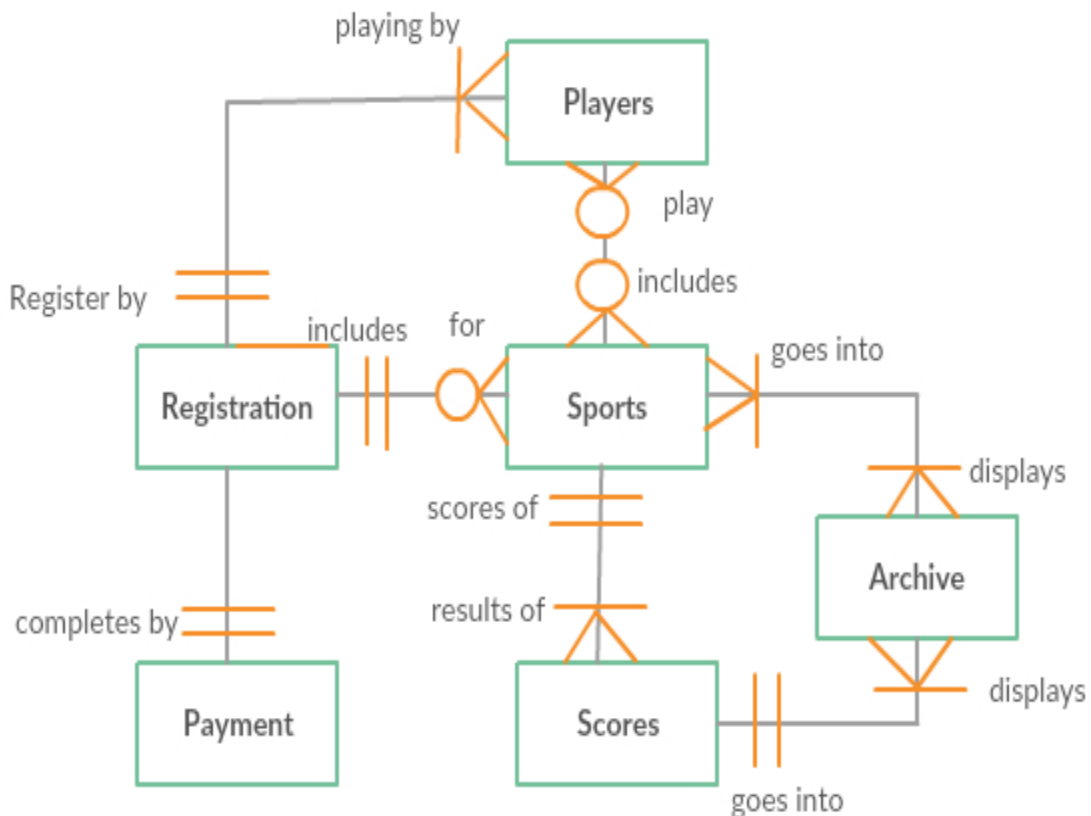 playing by
Players
play
includes
Register by
includes
for
goes into
Registration
Sports
displays
scores of
Archive
results of
completes by
displays
Payment
Scores
goes into